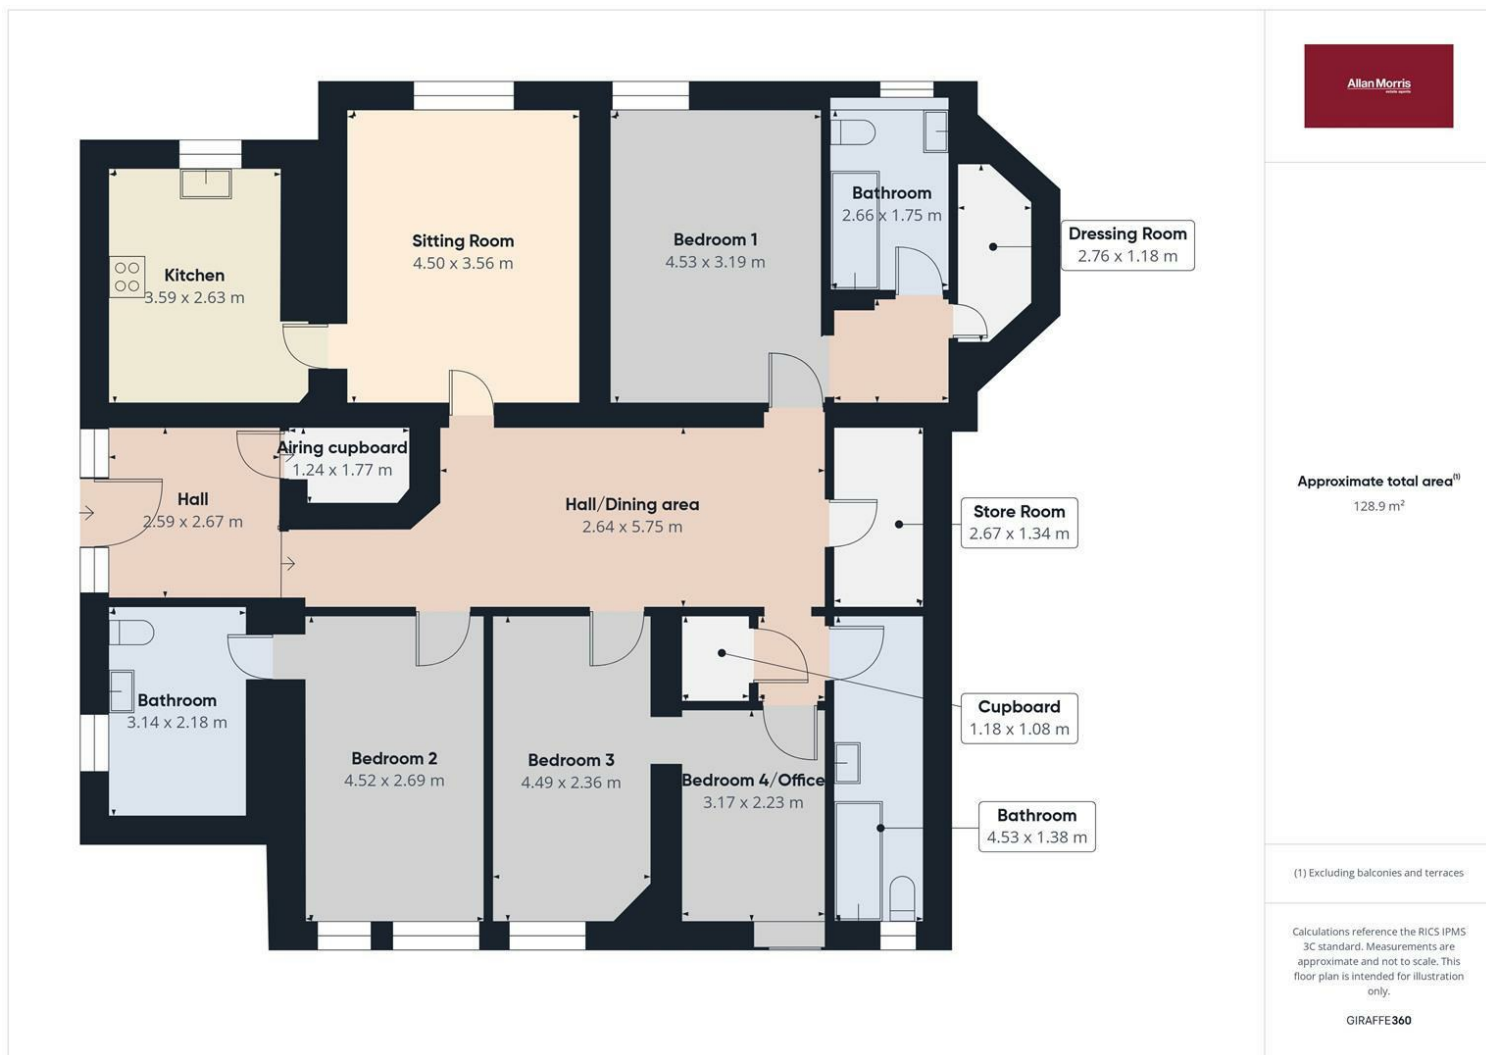 Allan Morris
estate agents
Kitchen
3.59 x 2.63 m
Sitting Room
4.50 x 3.56 m
Bedroom 1
4.53 x 3.19 m
Bathroom
2.66 x 1.75 m
Dressing Room
2.76 x 1.18 m
Airing cupboard
1.24 x 1.77 m
Hall
2.59 x 2.67 m
Hall/Dining area
2.64 x 5.75 m
Store Room
2.67 x 1.34 m
Bathroom
3.14 x 2.18 m
Bedroom 2
4.52 x 2.69 m
Bedroom 3
4.49 x 2.36 m
Bedroom 4/Office
3.17 x 2.23 m
Cupboard
1.18 x 1.08 m
Bathroom
4.53 x 1.38 m
Approximate total area(1)
128.9 m²
(1) Excluding balconies and terraces
Calculations reference the RICS IPMS
3C standard. Measurements are
approximate and not to scale. This
floor plan is intended for illustration
only.
GIRAFFE360